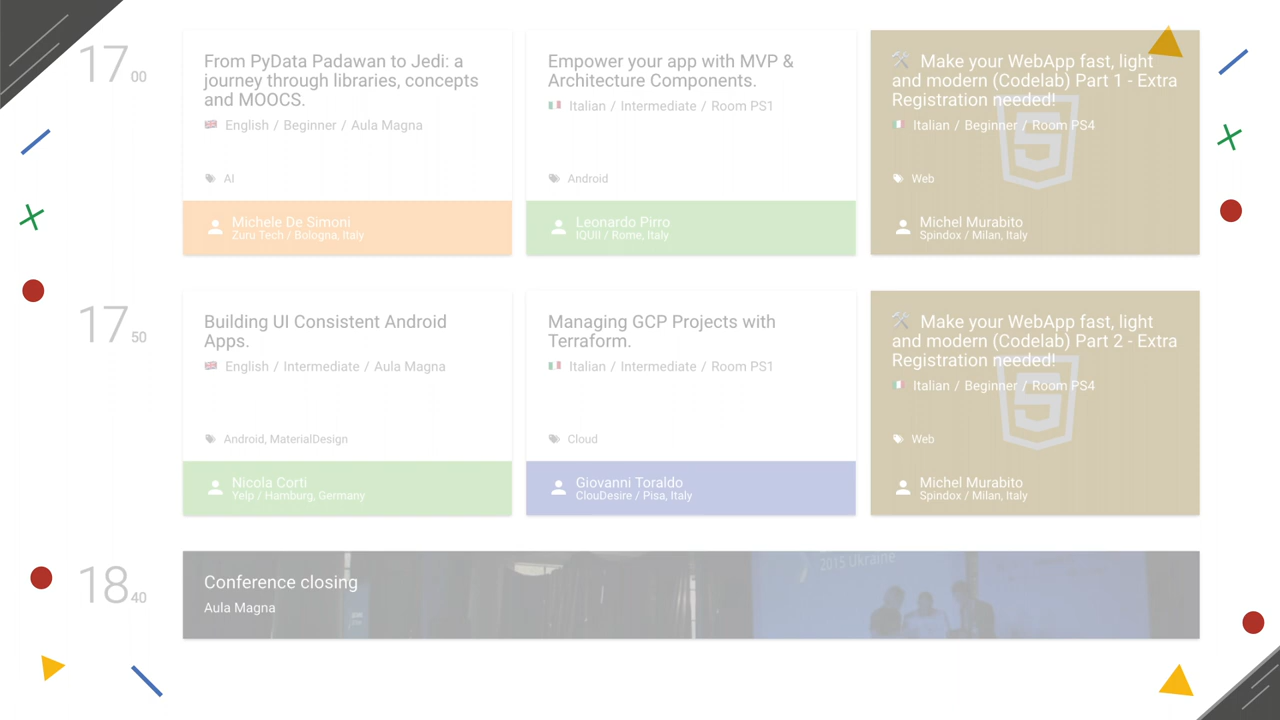 17 00
From PyData Padawan to Jedi: a
journey through libraries, concepts
and MOOCS.
English / Beginner / Aula Magna
AI
Michele De Simoni
Zuru Tech / Bologna, Italy
Empower your app with MVP &
Architecture Components.
Italian / Intermediate / Room PS1
Android
Leonardo Pirro
IQUII / Rome, Italy
Make your WebApp fast, light
and modern (Codelab) Part 1 - Extra
Registration needed!
Italian / Beginner / Room PS4
Web
Michel Murabito
Spindox / Milan, Italy
17 50
Building UI Consistent Android
Apps.
English / Intermediate / Aula Magna
Android, MaterialDesign
Nicola Corti
Yelp / Hamburg, Germany
Managing GCP Projects with
Terraform.
Italian / Intermediate / Room PS1
Cloud
Giovanni Toraldo
ClouDesire / Pisa, Italy
Make your WebApp fast, light
and modern (Codelab) Part 2 - Extra
Registration needed!
Italian / Beginner / Room PS4
Web
Michel Murabito
Spindox / Milan, Italy
18 40
Conference closing
Aula Magna
2015 Ukraine